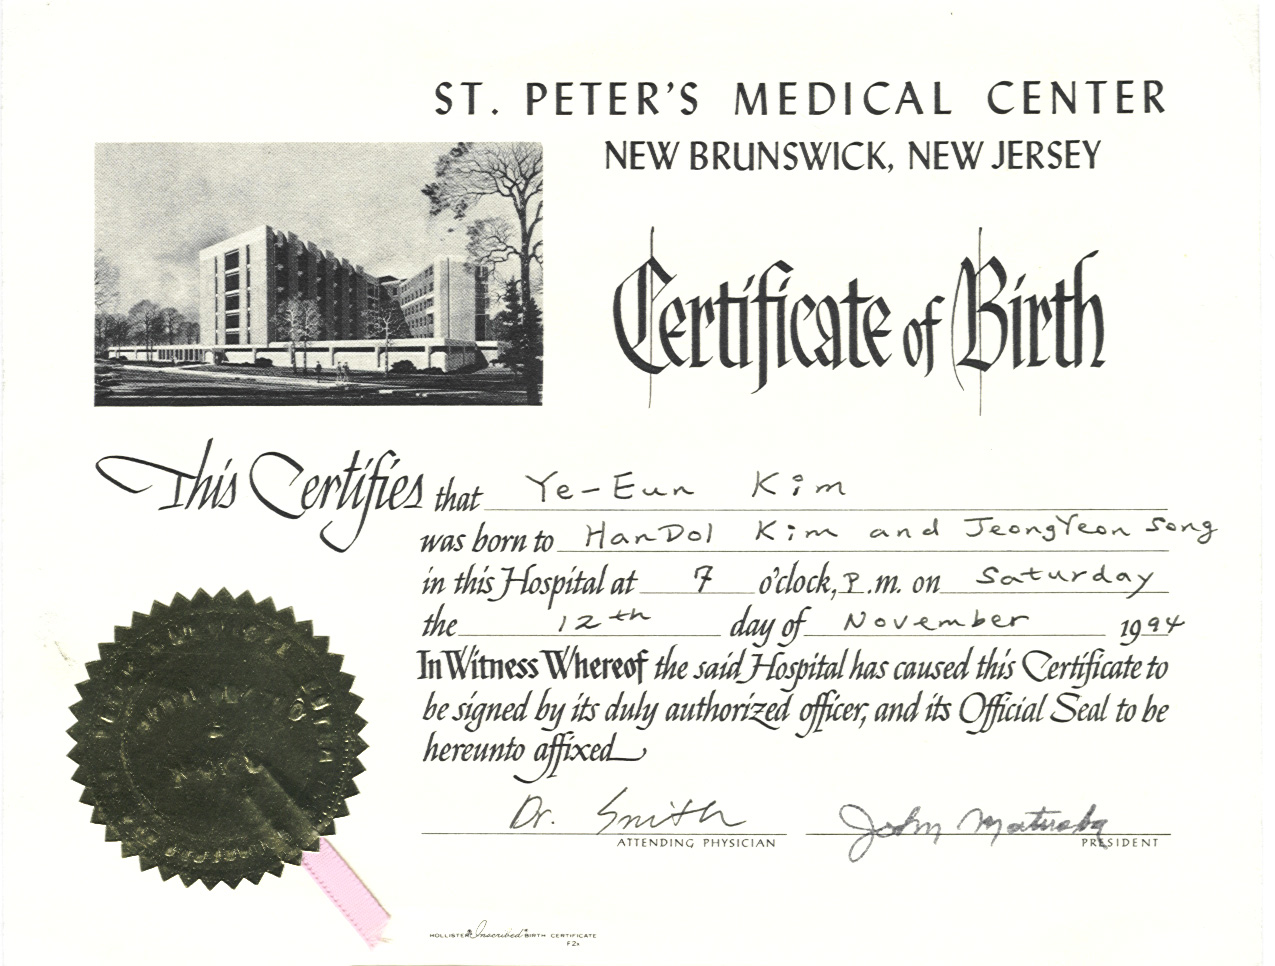 ST. PETER'S MEDICAL CENTER
NEW BRUNSWICK, NEW JERSEY
Certificate of Birth
This Certifies that Ye-Eun Kim
was born to HanDol Kim and JeongYeon Song
in this Hospital at 7 o'clock, P.m. on Saturday
the 12th day of November 1994
In Witness Whereof the said Hospital has caused this Certificate to
be signed by its duly authorized officer, and its Official Seal to be
hereunto affixed
Dr. Smith John
ATTENDING PHYSICIAN PRESIDENT
HOLLISTER Inscribed BIRTH CERTIFICATE
F2x